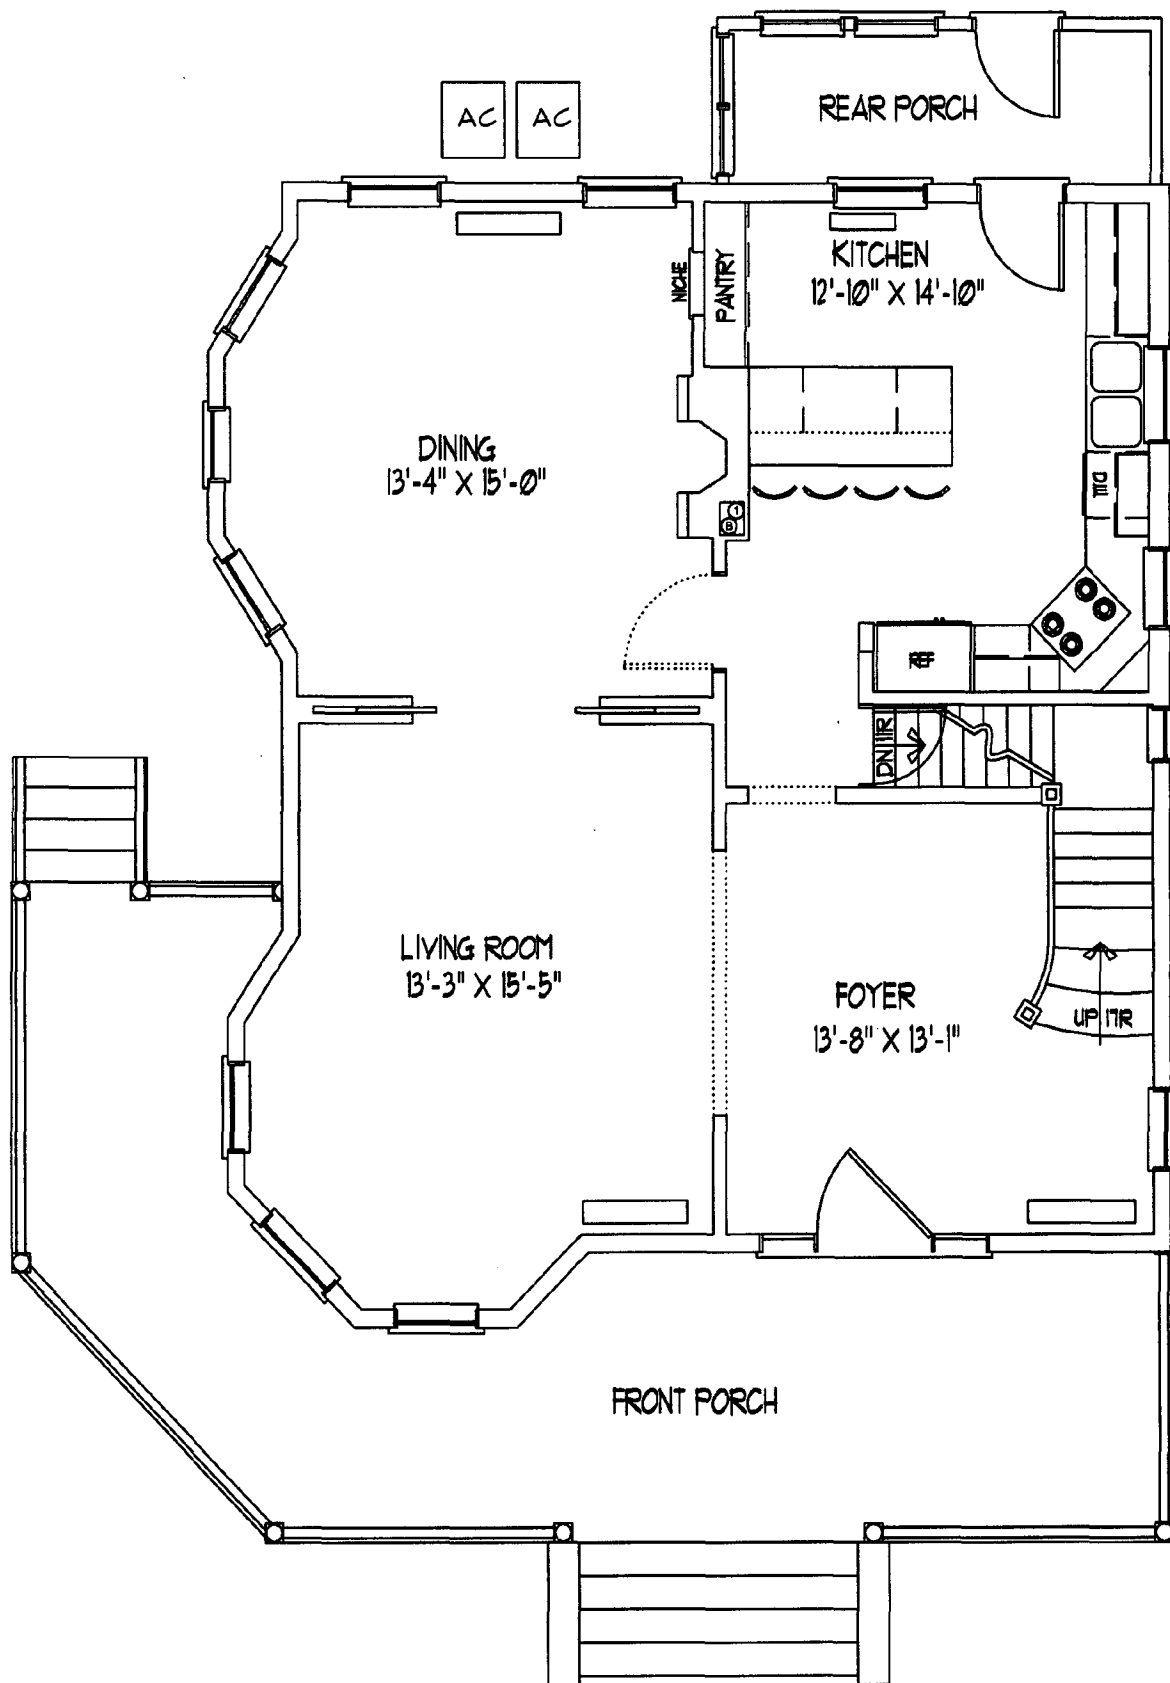 REAR PORCH
AC AC
KITCHEN
12'-10" X 14'-10"
NICHE
PANTRY
DINING
13'-4" X 15'-0"
1
B
REF
DN 11R
LIVING ROOM
13'-3" X 15'-5"
FOYER
13'-8" X 13'-1"
UP 17R
FRONT PORCH